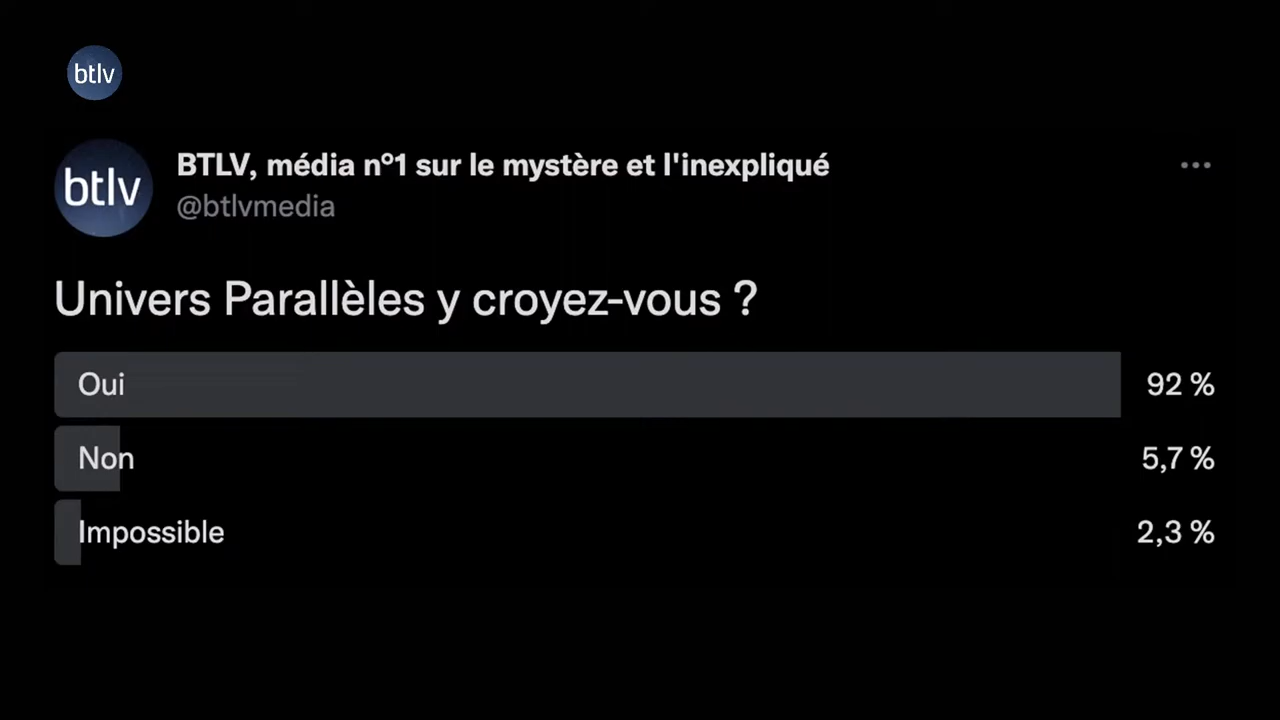 btlv
btlv
BTLV, média n°1 sur le mystère et l'inexpliqué
@btlvmedia
Univers Parallèles y croyez-vous ?
Oui 92 %
Non 5,7 %
Impossible 2,3 %